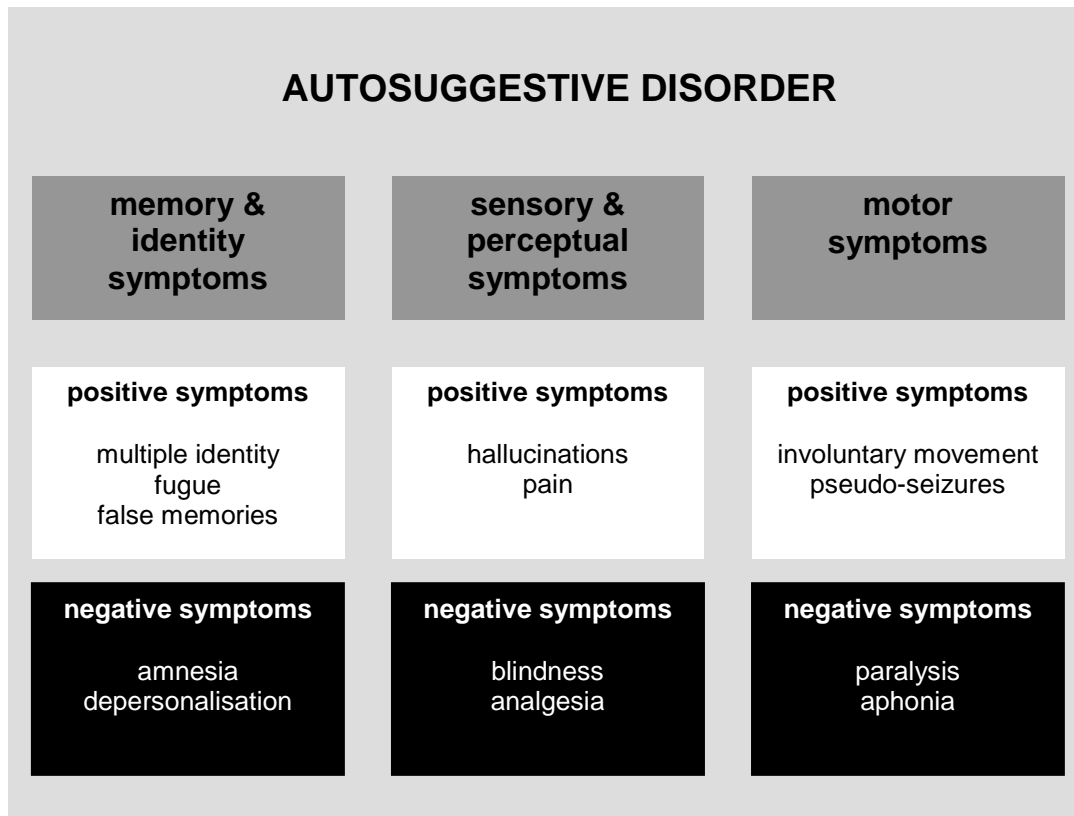 AUTOSUGGESTIVE DISORDER
memory &
identity
symptoms
sensory &
perceptual
symptoms
motor
symptoms
positive symptoms
multiple identity
fugue
false memories
positive symptoms
hallucinations
pain
positive symptoms
involuntary movement
pseudo-seizures
negative symptoms
amnesia
depersonalisation
negative symptoms
blindness
analgesia
negative symptoms
paralysis
aphonia